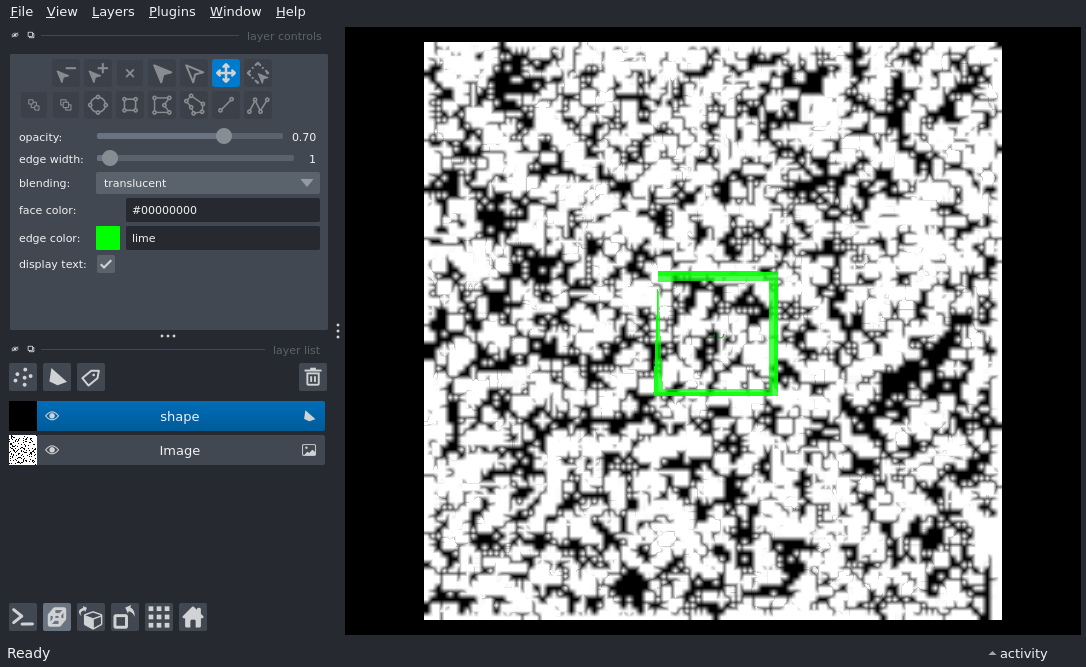 File View Layers Plugins Window Help
layer controls
opacity: 0.70
edge width: 1
blending: translucent
face color: #00000000
edge color: lime
display text:
layer list
shape
Image
Ready activity